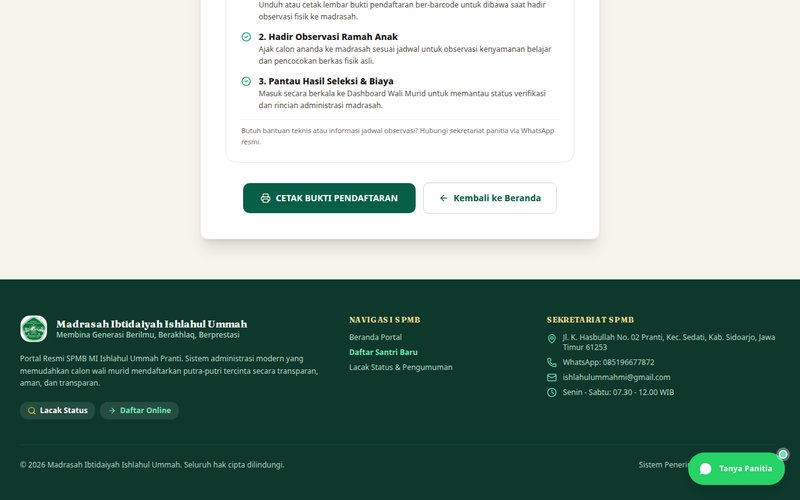 Unduh atau cetak lembar bukti pendaftaran ber-barcode untuk dibawa saat hadir
observasi fisik ke madrasah.
2. Hadir Observasi Ramah Anak
Ajak calon ananda ke madrasah sesuai jadwal untuk observasi kenyamanan belajar
dan pencocokan berkas fisik asli.
3. Pantau Hasil Seleksi & Biaya
Masuk secara berkala ke Dashboard Wali Murid untuk memantau status verifikasi
dan rincian administrasi madrasah.
Butuh bantuan teknis atau informasi jadwal observasi? Hubungi sekretariat panitia via WhatsApp
resmi.
CETAK BUKTI PENDAFTARAN
Kembali ke Beranda
Madrasah Ibtidaiyah Ishlahul Ummah
Membina Generasi Berilmu, Berakhlaq, Berprestasi
Portal Resmi SPMB MI Ishlahul Ummah Pranti. Sistem administrasi modern yang
memudahkan calon wali murid mendaftarkan putra-putri tercinta secara transparan,
aman, dan transparan.
Lacak Status
Daftar Online
NAVIGASI SPMB
Beranda Portal
Daftar Santri Baru
Lacak Status & Pengumuman
SEKRETARIAT SPMB
Jl. K. Hasbullah No. 02 Pranti, Kec. Sedati, Kab. Sidoarjo, Jawa
Timur 61253
WhatsApp: 085196677872
ishlahulummahmi@gmail.com
Senin - Sabtu: 07.30 - 12.00 WIB
© 2026 Madrasah Ibtidaiyah Ishlahul Ummah. Seluruh hak cipta dilindungi.
Sistem
Tanya Panitia